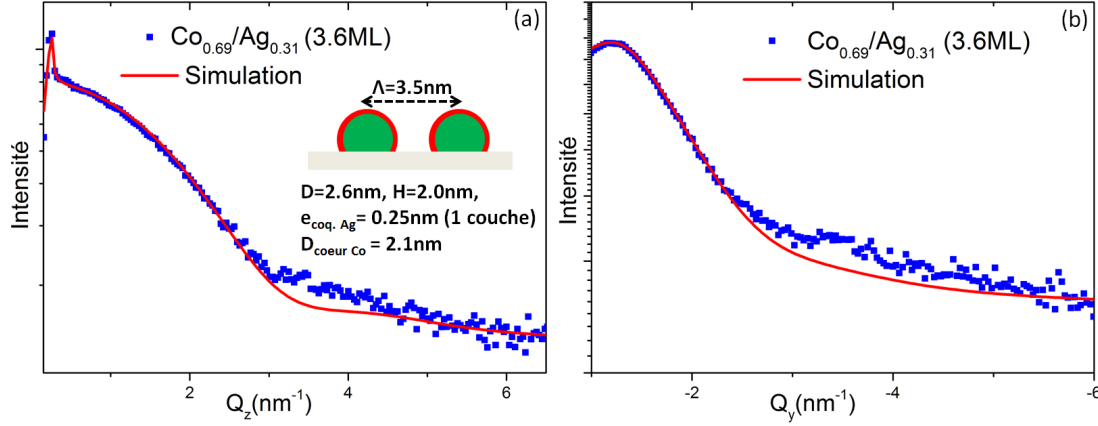 (a)
Co0.69/Ag0.31 (3.6ML)
Simulation
Λ=3.5nm
D=2.6nm, H=2.0nm,
ecoq. Ag= 0.25nm (1 couche)
Dcoeur Co = 2.1nm
Intensité
2 4 6
Qz(nm-1)
(b)
Co0.69/Ag0.31 (3.6ML)
Simulation
Intensité
-2 -3 -4 -5 -6
Qy(nm-1)